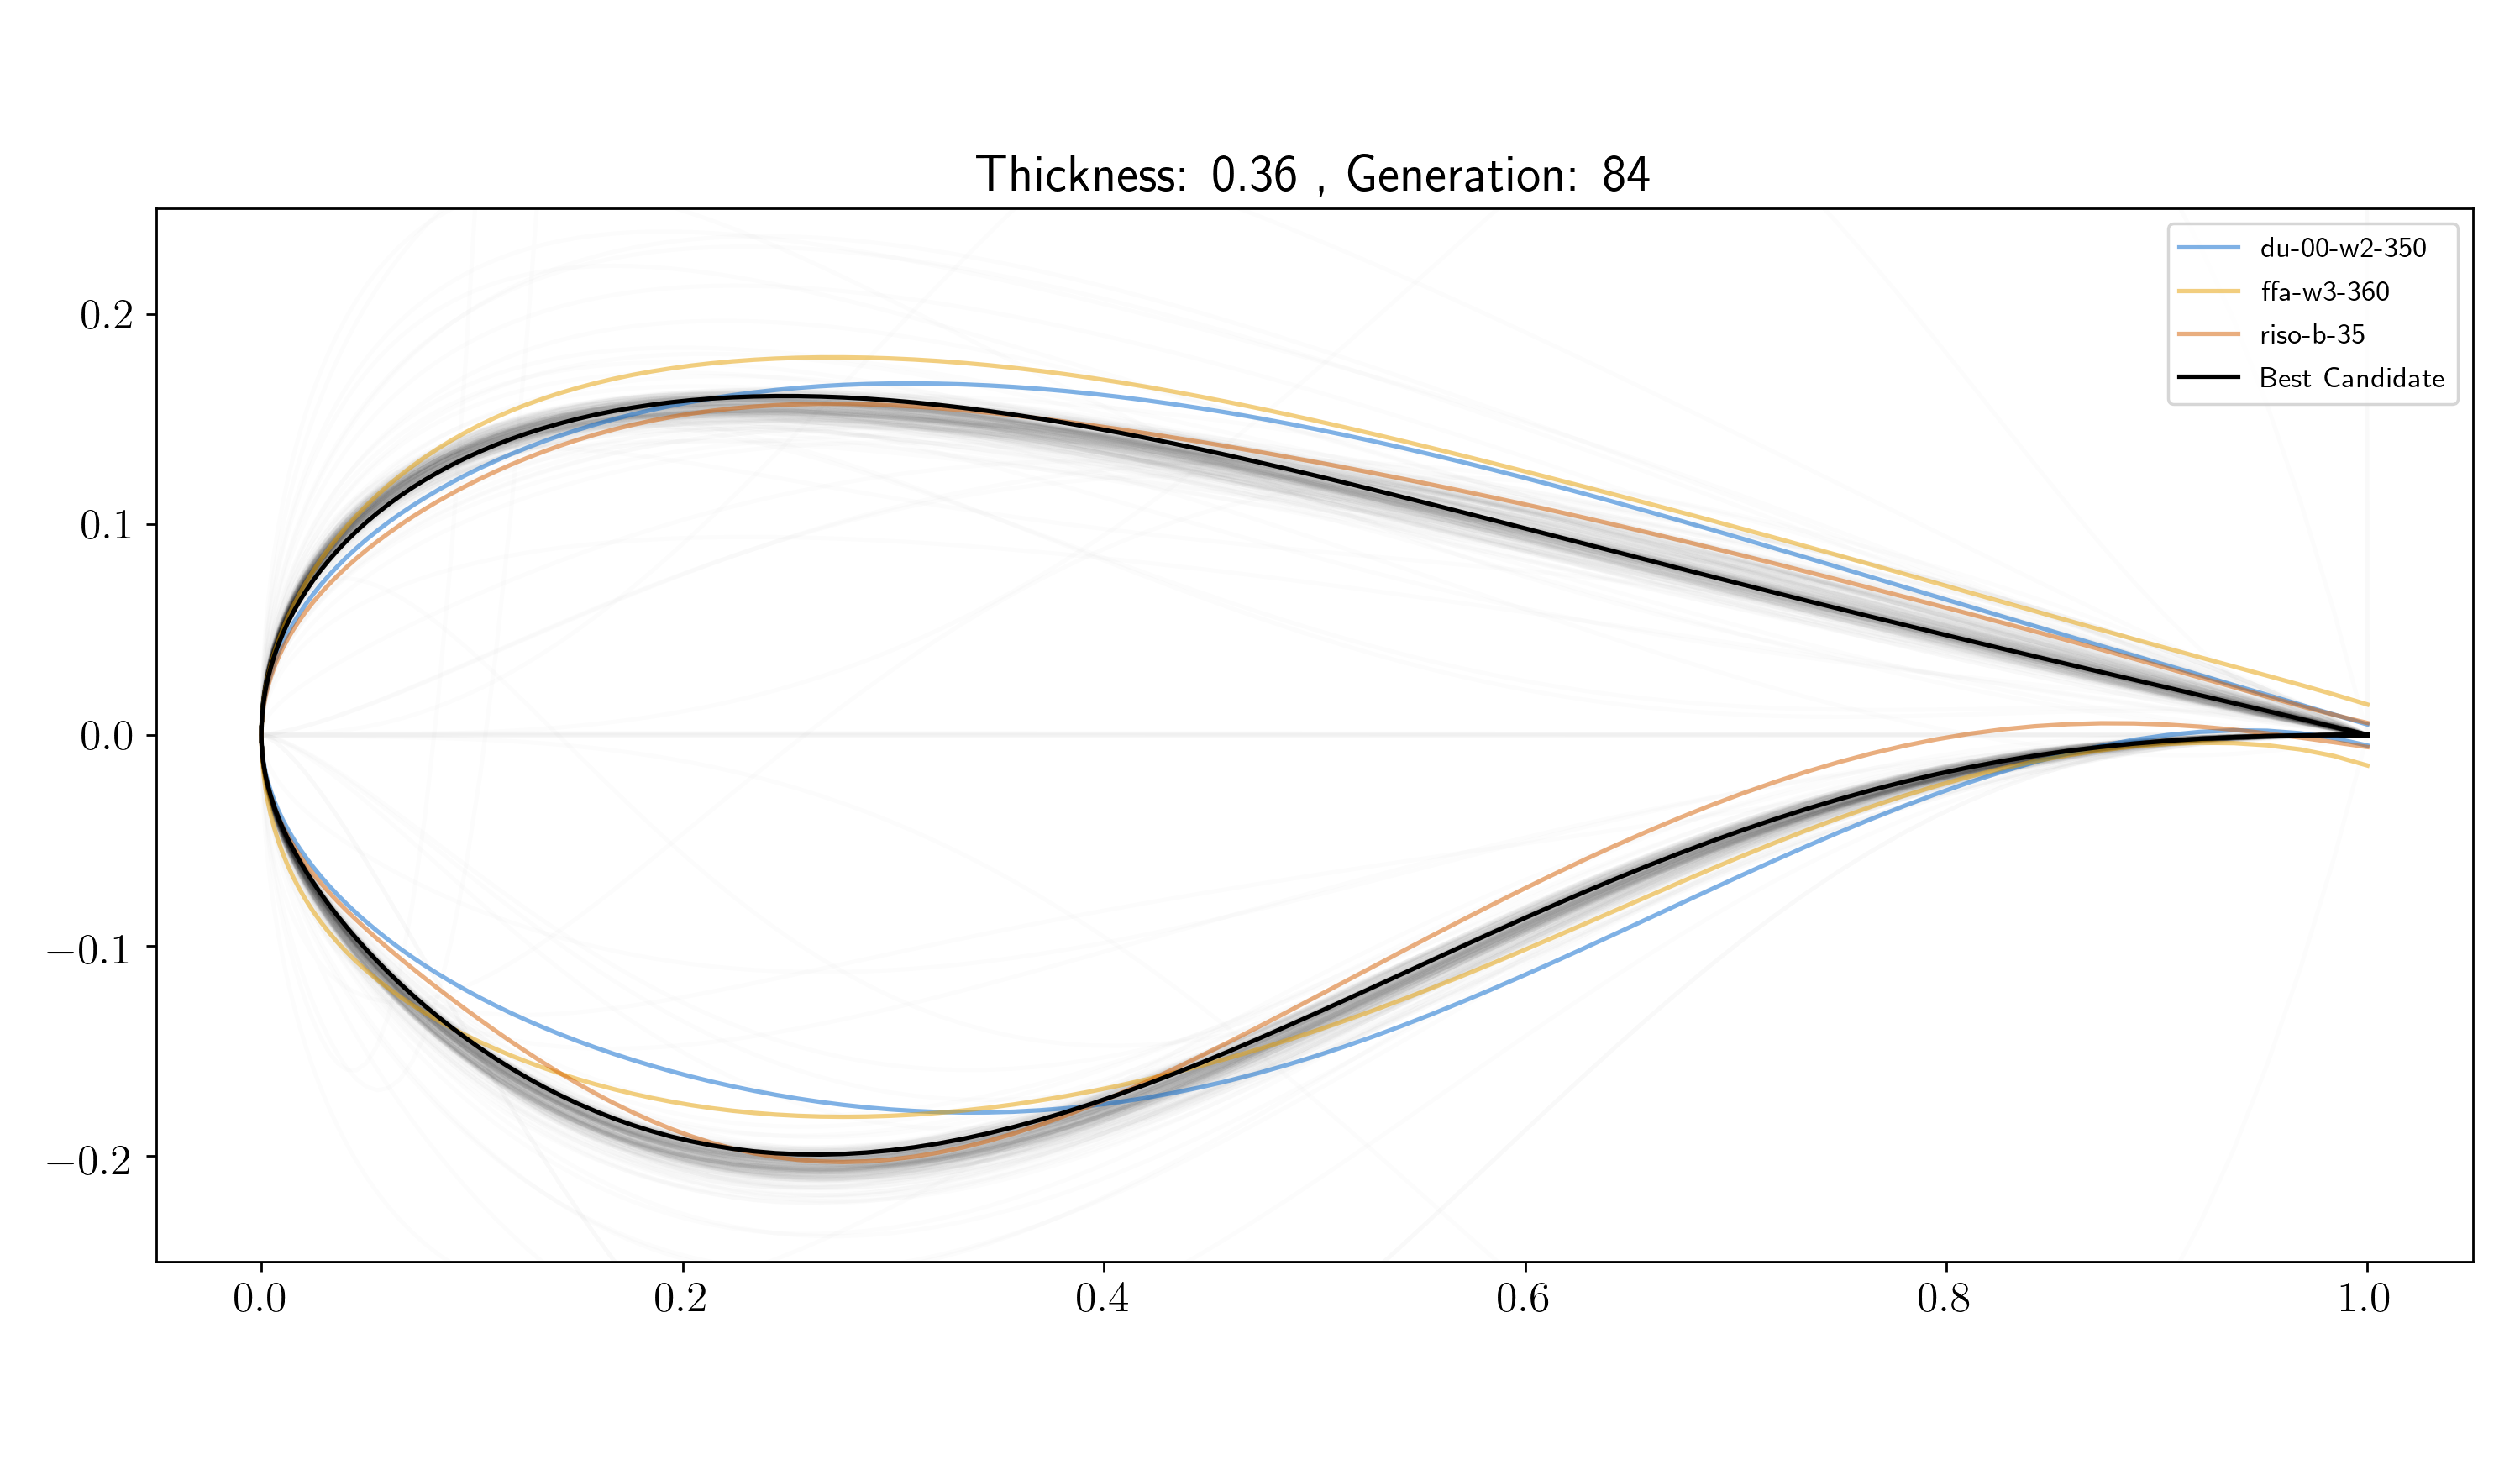 Thickness: 0.36 , Generation: 84
du-00-w2-350
ffa-w3-360
riso-b-35
Best Candidate
0.2
0.1
0.0
−0.1
−0.2
0.0 0.2 0.4 0.6 0.8 1.0